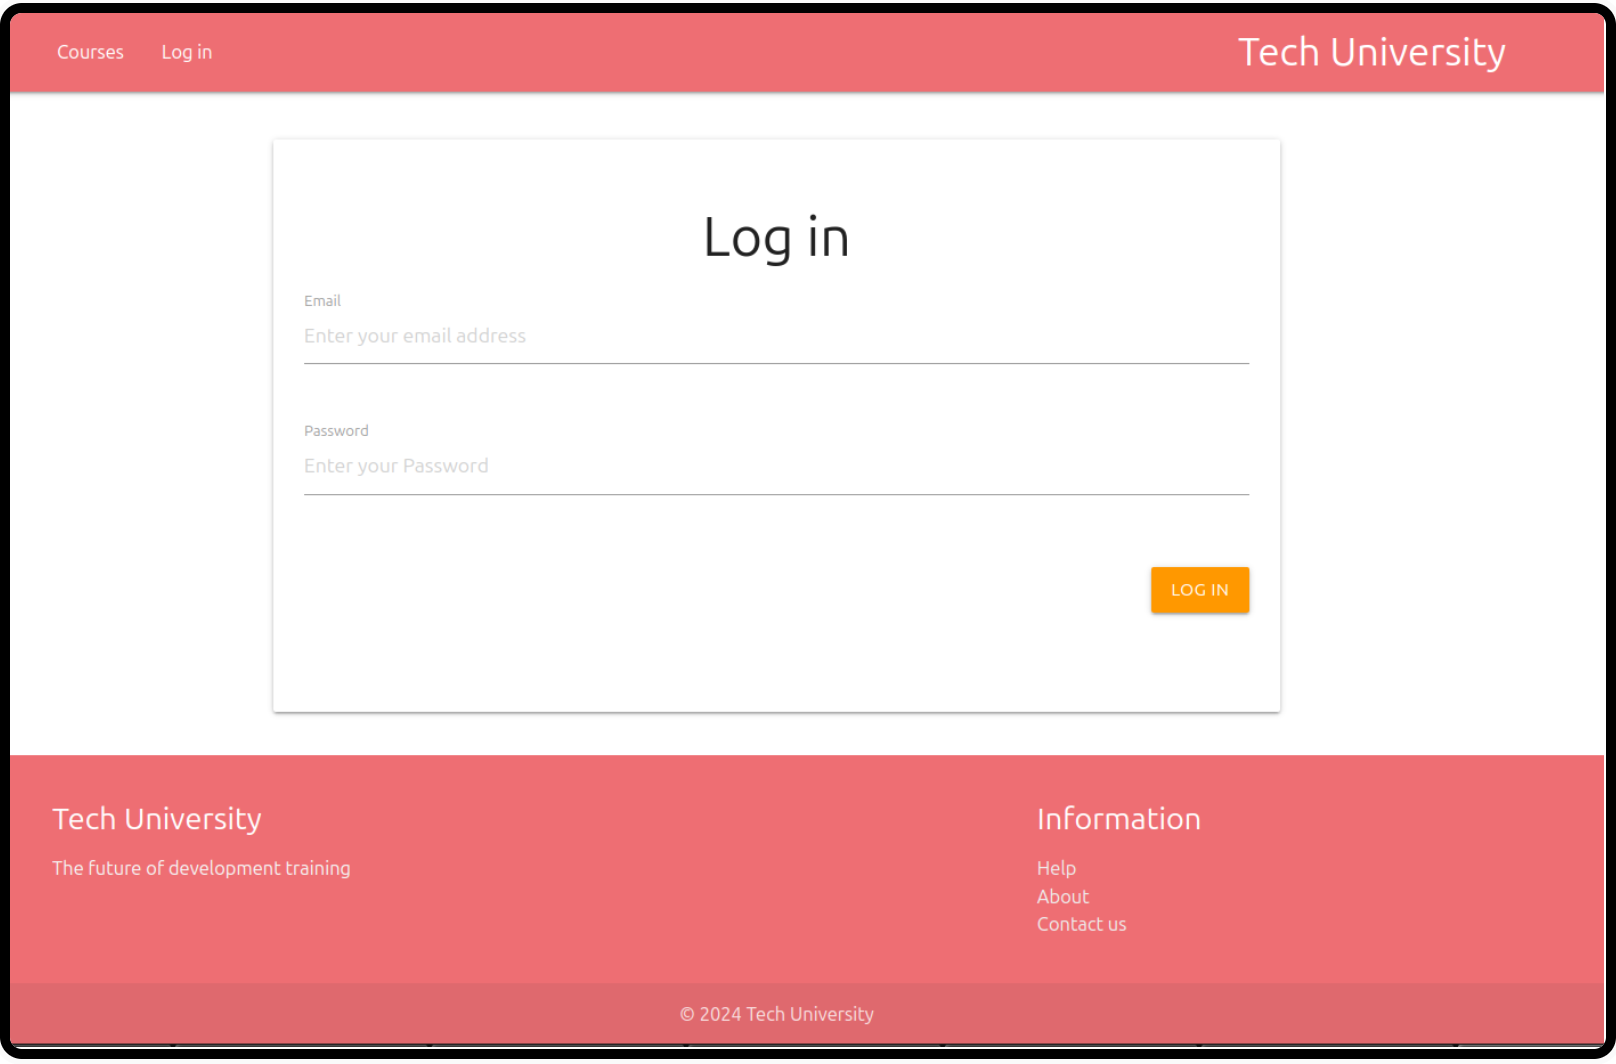 Courses
Log in
Tech University
Log in
Email
Enter your email address
Password
Enter your Password
LOG IN
Tech University
The future of development training
Information
Help
About
Contact us
© 2024 Tech University